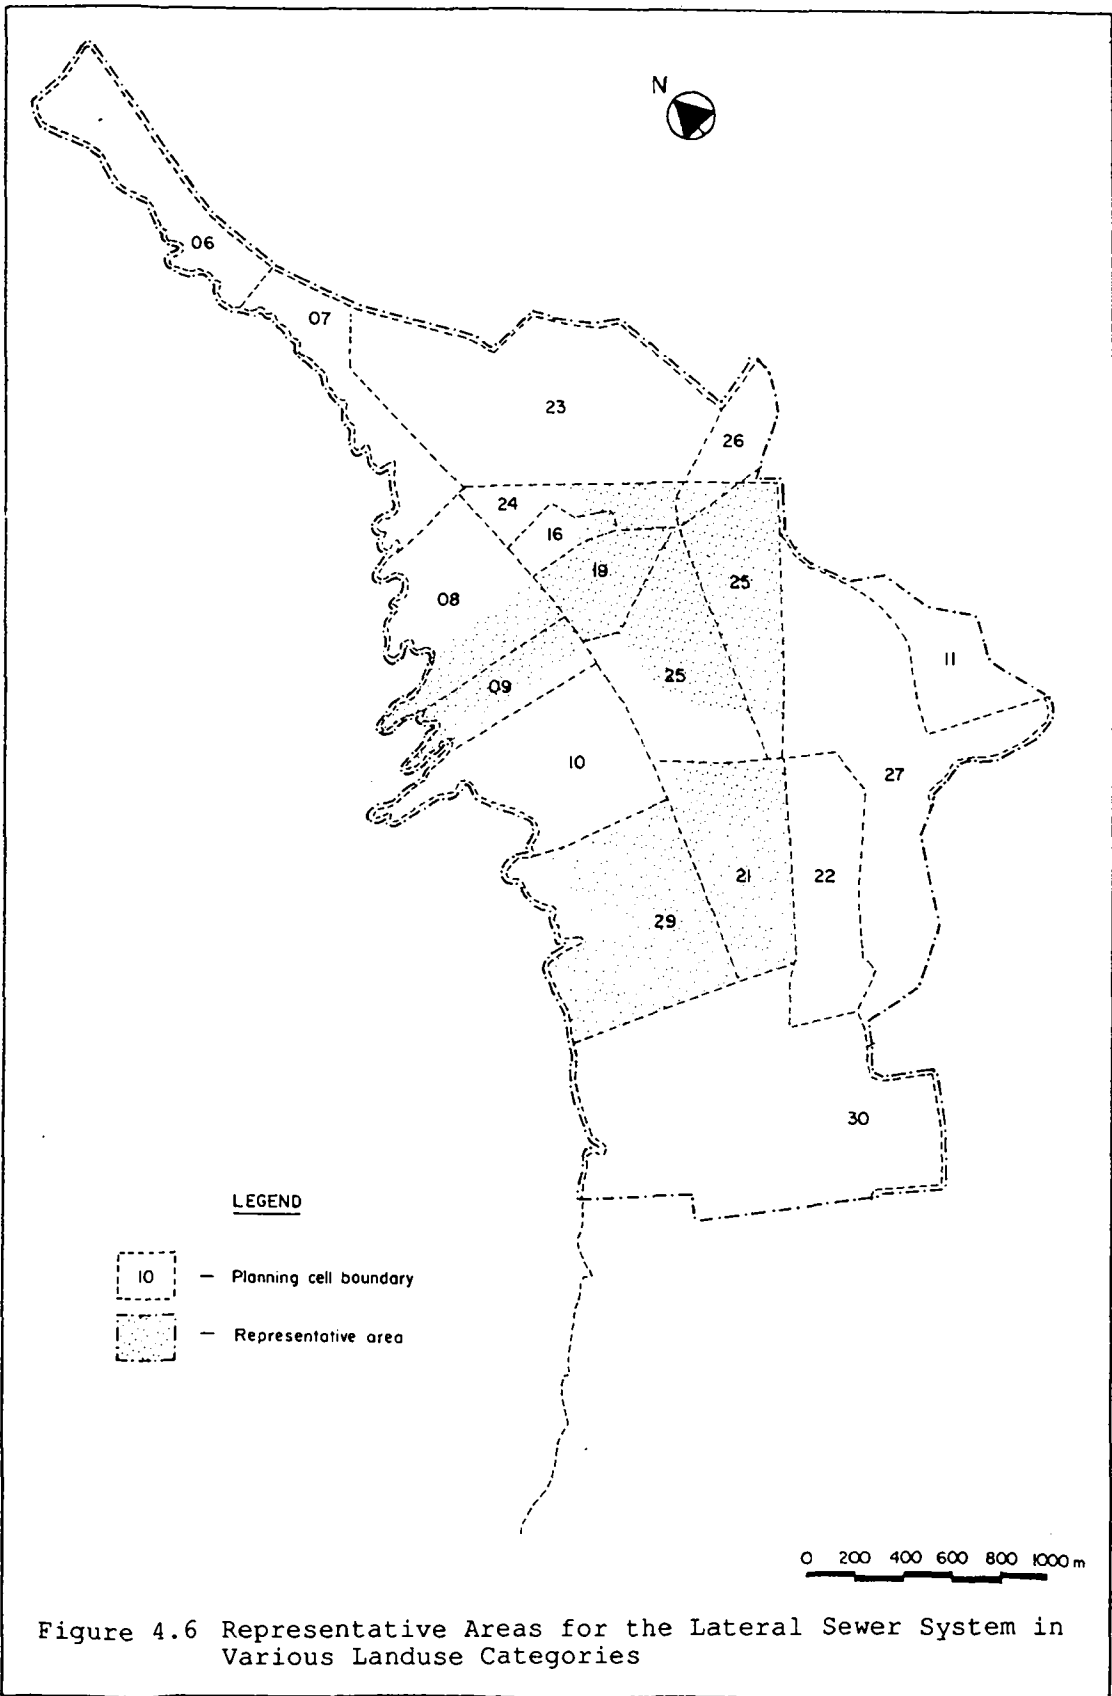 N
06
07
23
26
24
16
19
25
08
25
11
09
10
27
21
22
29
30
LEGEND
10 — Planning cell boundary
— Representative area
0 200 400 600 800 1000 m
Figure 4.6 Representative Areas for the Lateral Sewer System in
Various Landuse Categories